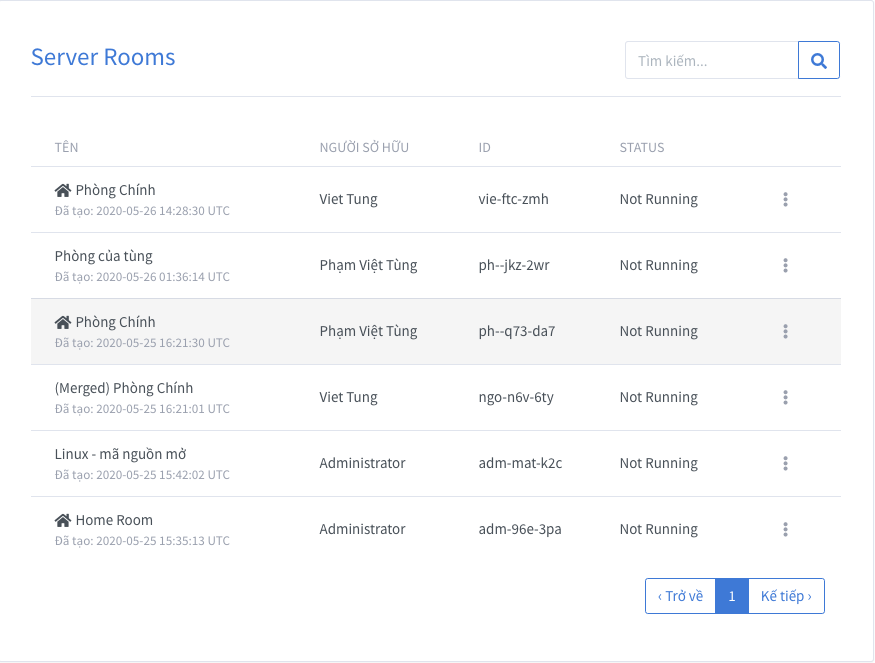 Server Rooms
Tìm kiếm...
TÊN NGƯỜI SỞ HỮU ID STATUS
Phòng Chính
Đã tạo: 2020-05-26 14:28:30 UTC
Viet Tung vie-ftc-zmh Not Running
Phòng của tùng
Đã tạo: 2020-05-26 01:36:14 UTC
Phạm Việt Tùng ph--jkz-2wr Not Running
Phòng Chính
Đã tạo: 2020-05-25 16:21:30 UTC
Phạm Việt Tùng ph--q73-da7 Not Running
(Merged) Phòng Chính
Đã tạo: 2020-05-25 16:21:01 UTC
Viet Tung ngo-n6v-6ty Not Running
Linux - mã nguồn mở
Đã tạo: 2020-05-25 15:42:02 UTC
Administrator adm-mat-k2c Not Running
Home Room
Đã tạo: 2020-05-25 15:35:13 UTC
Administrator adm-96e-3pa Not Running
‹ Trở về 1 Kế tiếp ›